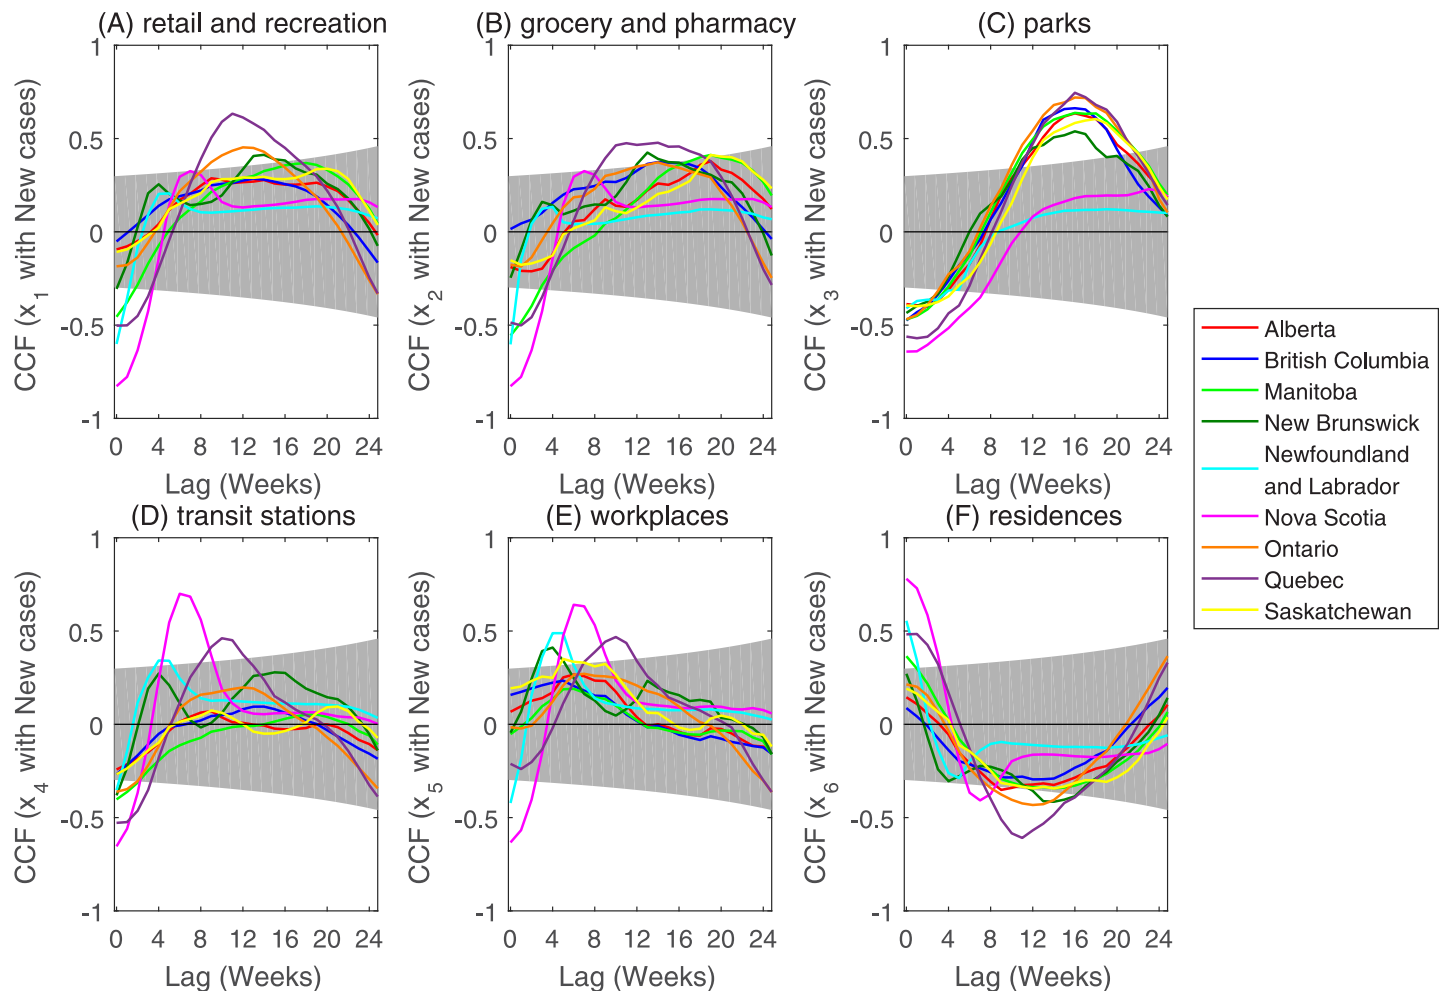 (A) retail and recreation
(B) grocery and pharmacy
(C) parks
CCF (x_1 with New cases)
1
0.5
0
-0.5
-1
0 4 8 12 16 20 24
Lag (Weeks)
CCF (x_2 with New cases)
1
0.5
0
-0.5
-1
0 4 8 12 16 20 24
Lag (Weeks)
CCF (x_3 with New cases)
1
0.5
0
-0.5
-1
0 4 8 12 16 20 24
Lag (Weeks)
(D) transit stations
(E) workplaces
(F) residences
CCF (x_4 with New cases)
1
0.5
0
-0.5
-1
0 4 8 12 16 20 24
Lag (Weeks)
CCF (x_5 with New cases)
1
0.5
0
-0.5
-1
0 4 8 12 16 20 24
Lag (Weeks)
CCF (x_6 with New cases)
1
0.5
0
-0.5
-1
0 4 8 12 16 20 24
Lag (Weeks)
Alberta
British Columbia
Manitoba
New Brunswick
Newfoundland
and Labrador
Nova Scotia
Ontario
Quebec
Saskatchewan